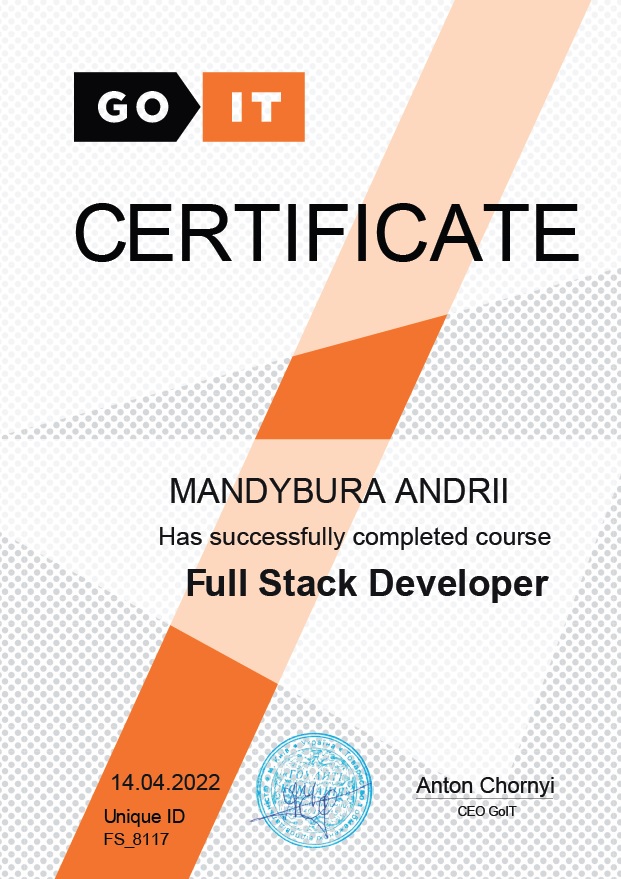 GO IT
CERTIFICATE
MANDYBURA ANDRII
Has successfully completed course
Full Stack Developer
14.04.2022
Unique ID
FS_8117
Anton Chornyi
CEO GoIT